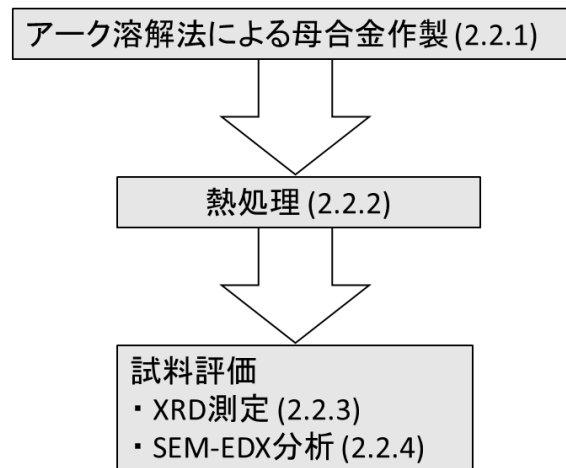 アーク溶解法による母合金作製 (2.2.1)
熱処理 (2.2.2)
試料評価
・XRD測定 (2.2.3)
・SEM-EDX分析 (2.2.4)